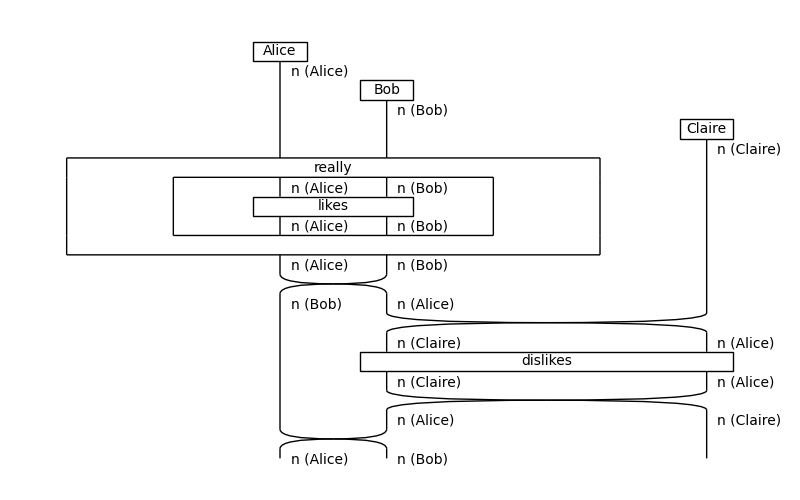 Alice
n (Alice)
Bob
n (Bob)
Claire
n (Claire)
really
n (Alice) n (Bob)
likes
n (Alice) n (Bob)
n (Alice) n (Bob)
n (Bob) n (Alice)
n (Claire) n (Alice)
dislikes
n (Claire) n (Alice)
n (Alice) n (Claire)
n (Alice) n (Bob)